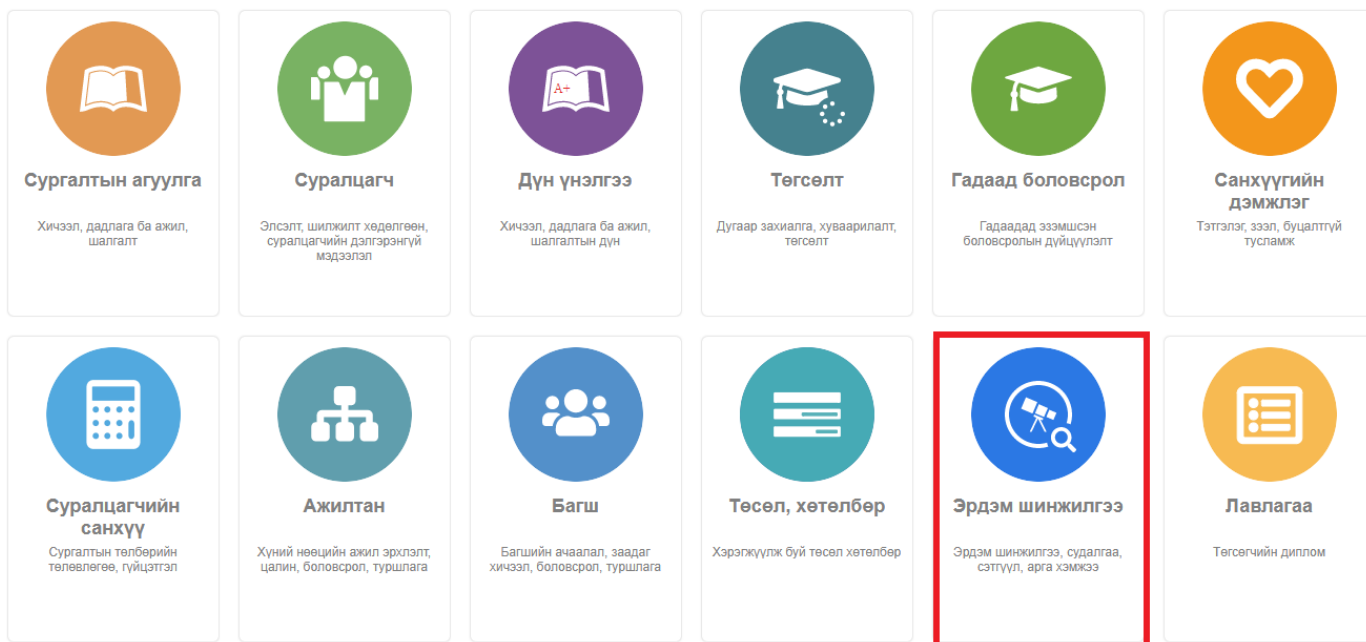 A+
Сургалтын агуулга
Хичээл, дадлага ба ажил,
шалгалт
Суралцагч
Элсэлт, шилжилт хөдөлгөөн,
суралцагчийн дэлгэрэнгүй
мэдээлэл
Дүн үнэлгээ
Хичээл, дадлага ба ажил,
шалгалтын дүн
Төгсөлт
Дугаар захиалга, хуваарилалт,
төгсөлт
Гадаад боловсрол
Гадаадад эзэмшсэн
боловсролын дүйцүүлэлт
Санхүүгийн
дэмжлэг
Тэтгэлэг, зээл, буцалтгүй
тусламж
Суралцагчийн
санхүү
Сургалтын төлбөрийн
төлөвлөгөө, гүйцэтгэл
Ажилтан
Хүний нөөцийн ажил эрхлэлт,
цалин, боловсрол, туршлага
Багш
Багшийн ачаалал, заадаг
хичээл, боловсрол, туршлага
Төсөл, хөтөлбөр
Хэрэгжүүлж буй төсөл хөтөлбөр
Эрдэм шинжилгээ
Эрдэм шинжилгээ, судалгаа,
сэтгүүл, арга хэмжээ
Лавлагаа
Төгсөгчийн диплом